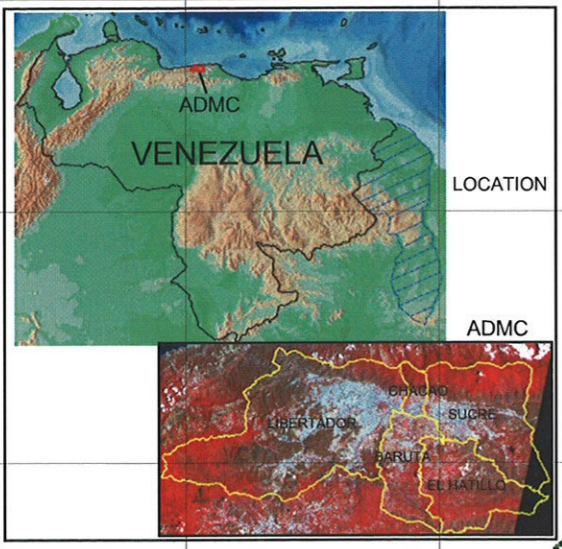 ADMC
VENEZUELA
LOCATION
ADMC
CHACAO
LIBERTADOR
SUCRE
BARUTA
EL HATILLO